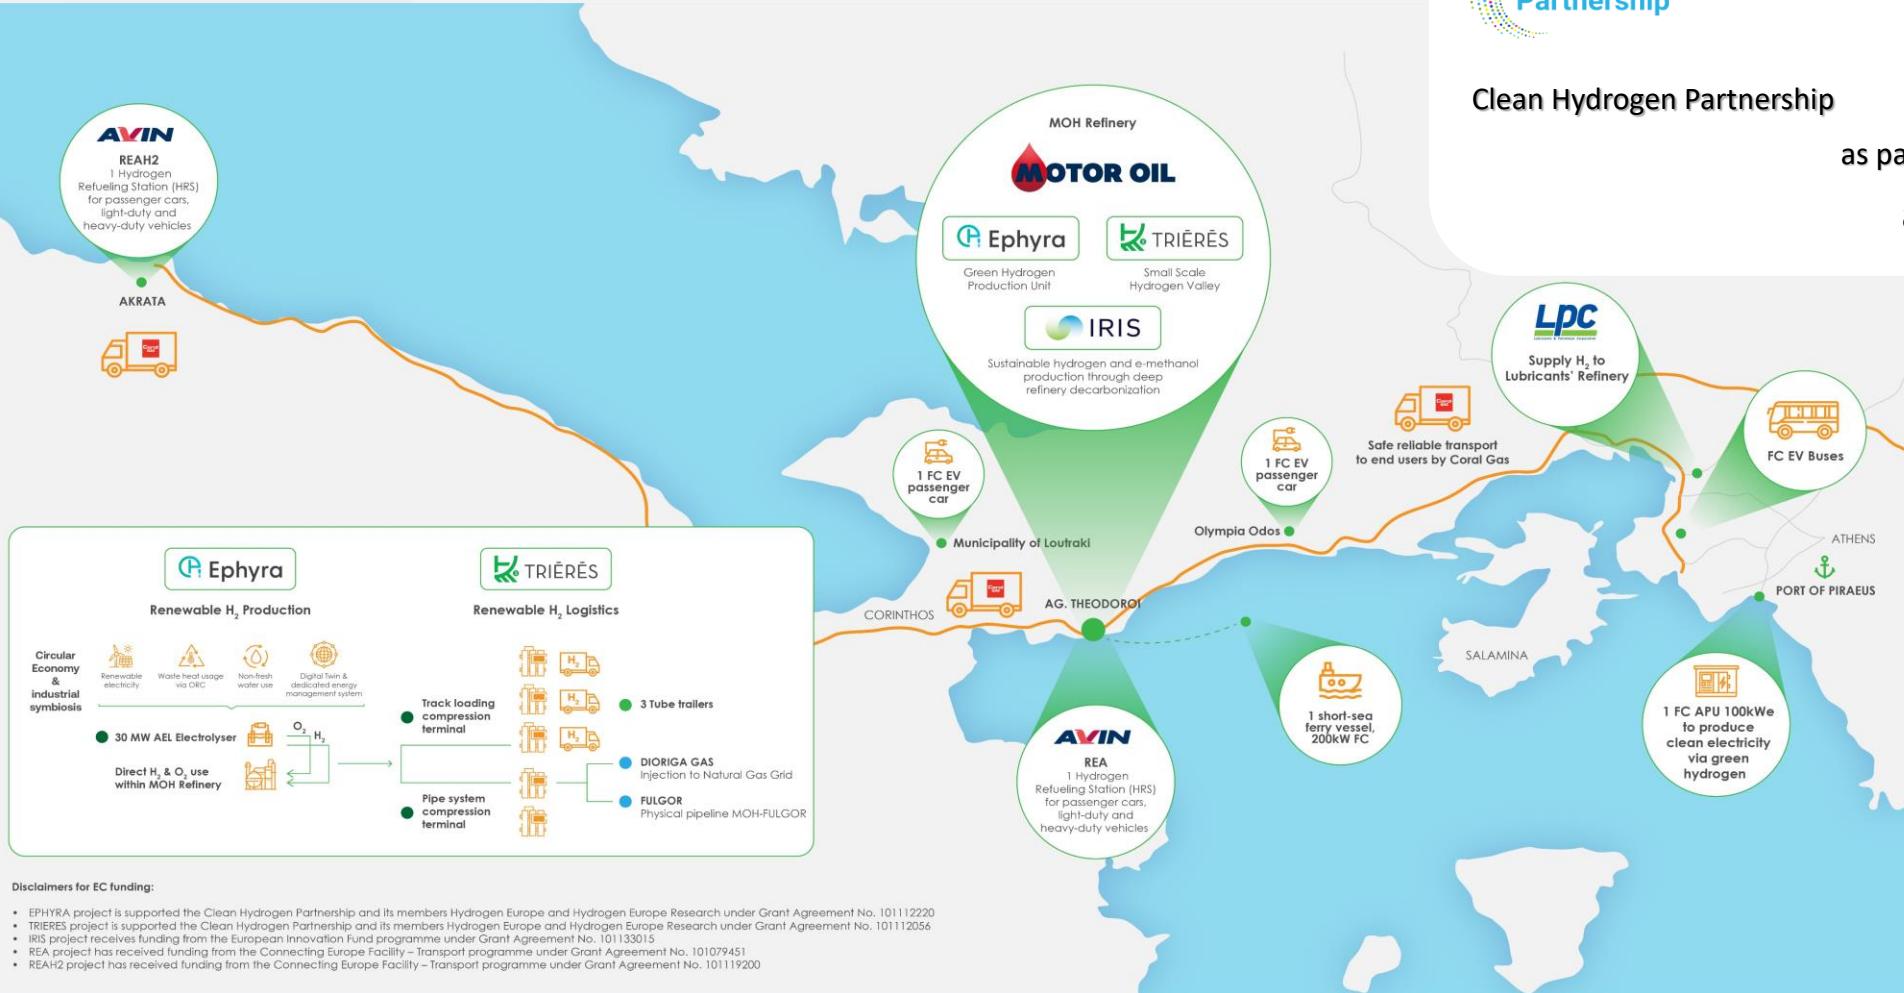 Partnership
Clean Hydrogen Partnership
as pa
AVIN
REAH2
1 Hydrogen
Refueling Station (HRS)
for passenger cars,
light-duty and
heavy-duty vehicles
AKRATA
MOH Refinery
MOTOR OIL
Ephyra
Green Hydrogen
Production Unit
TRIĒRĒS
Small Scale
Hydrogen Valley
IRIS
Sustainable hydrogen and e-methanol
production through deep
refinery decarbonization
LPC
Supply H₂ to
Lubricants' Refinery
FC EV Buses
Safe reliable transport
to end users by Coral Gas
1 FC EV
passenger
car
Municipality of Loutraki
1 FC EV
passenger
car
Olympia Odos
ATHENS
PORT OF PIRAEUS
CORINTHOS
AG. THEODOROI
SALAMINA
AVIN
REA
1 Hydrogen
Refueling Station (HRS)
for passenger cars,
light-duty and
heavy-duty vehicles
1 short-sea
ferry vessel,
200kW FC
1 FC APU 100kWe
to produce
clean electricity
via green
hydrogen
Ephyra
Renewable H₂ Production
Circular
Economy
&
industrial
symbiosis
Renewable
electricity
Waste heat usage
via ORC
Non-fresh
water use
Digital Twin &
dedicated energy
management system
30 MW AEL Electrolyser
O₂
H₂
Direct H₂ & O₂ use
within MOH Refinery
TRIĒRĒS
Renewable H₂ Logistics
Track loading
compression
terminal
H₂
H₂
H₂
3 Tube trailers
Pipe system
compression
terminal
DIORIGA GAS
Injection to Natural Gas Grid
FULGOR
Physical pipeline MOH-FULGOR
Disclaimers for EC funding:
• EPHYRA project is supported the Clean Hydrogen Partnership and its members Hydrogen Europe and Hydrogen Europe Research under Grant Agreement No. 101112220
• TRIERES project is supported the Clean Hydrogen Partnership and its members Hydrogen Europe and Hydrogen Europe Research under Grant Agreement No. 101112056
• IRIS project receives funding from the European Innovation Fund programme under Grant Agreement No. 101133015
• REA project has received funding from the Connecting Europe Facility – Transport programme under Grant Agreement No. 101079451
• REAH2 project has received funding from the Connecting Europe Facility – Transport programme under Grant Agreement No. 101119200